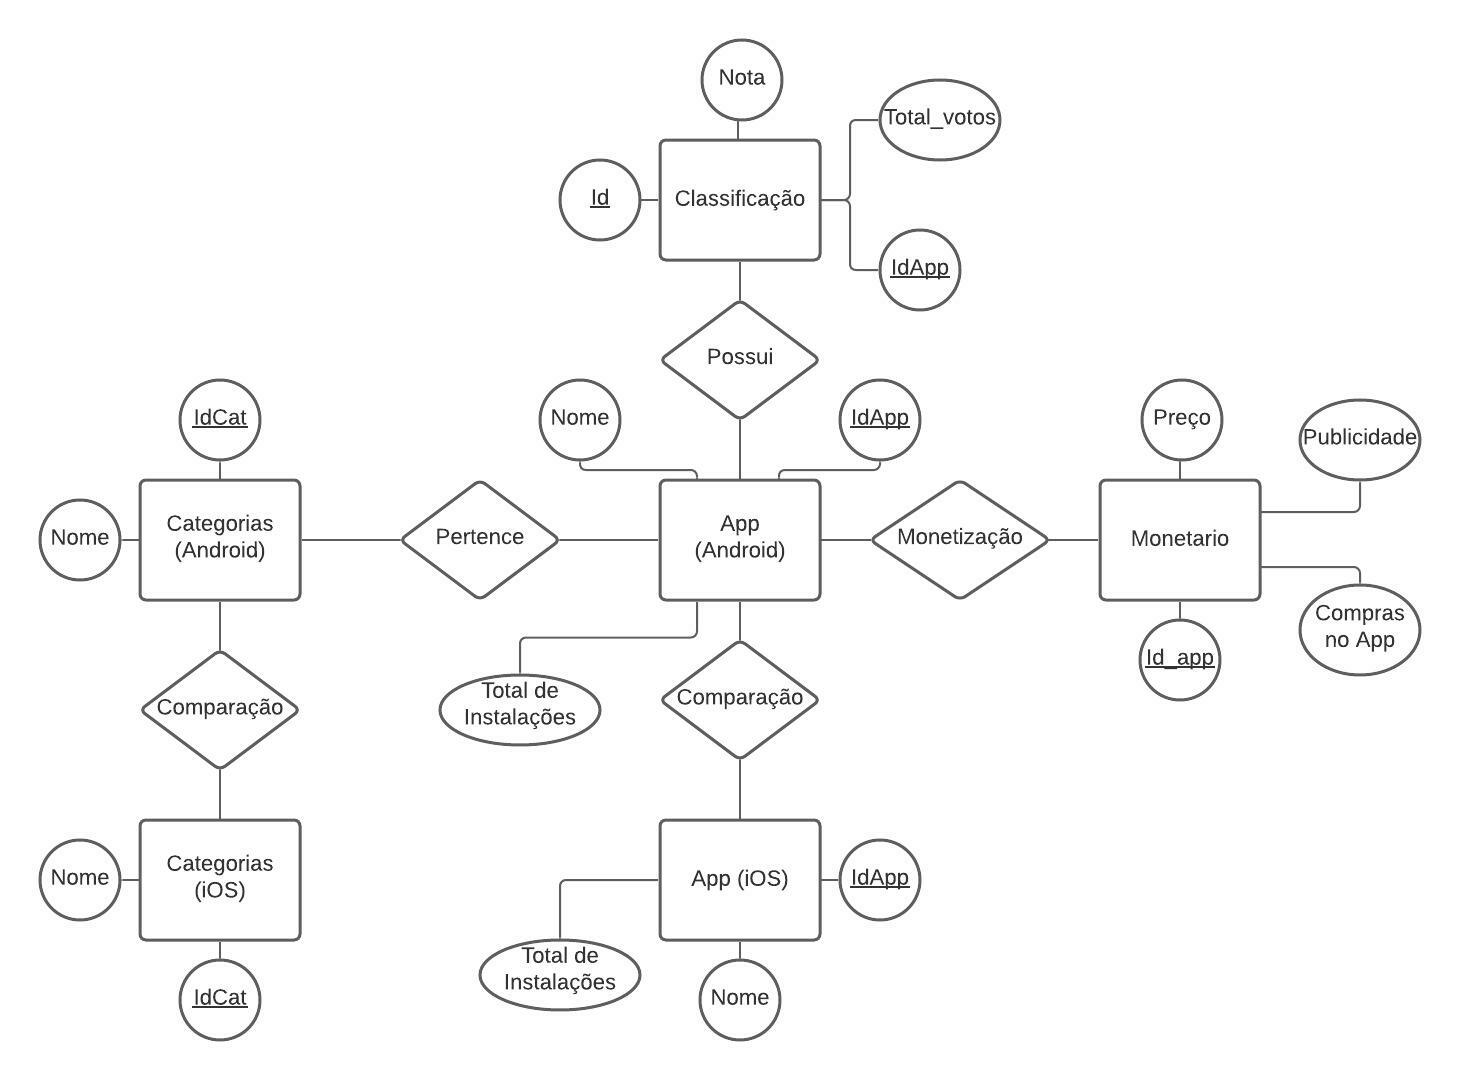 Nota
Total_votos
Id
Classificação
IdApp
Possui
IdCat
Nome
IdApp
Preço
Publicidade
Nome
Categorias
(Android)
Pertence
App
(Android)
Monetização
Monetario
Compras
no App
Id_app
Comparação
Total de
Instalações
Comparação
Nome
Categorias
(iOS)
App (iOS)
IdApp
Total de
Instalações
IdCat
Nome